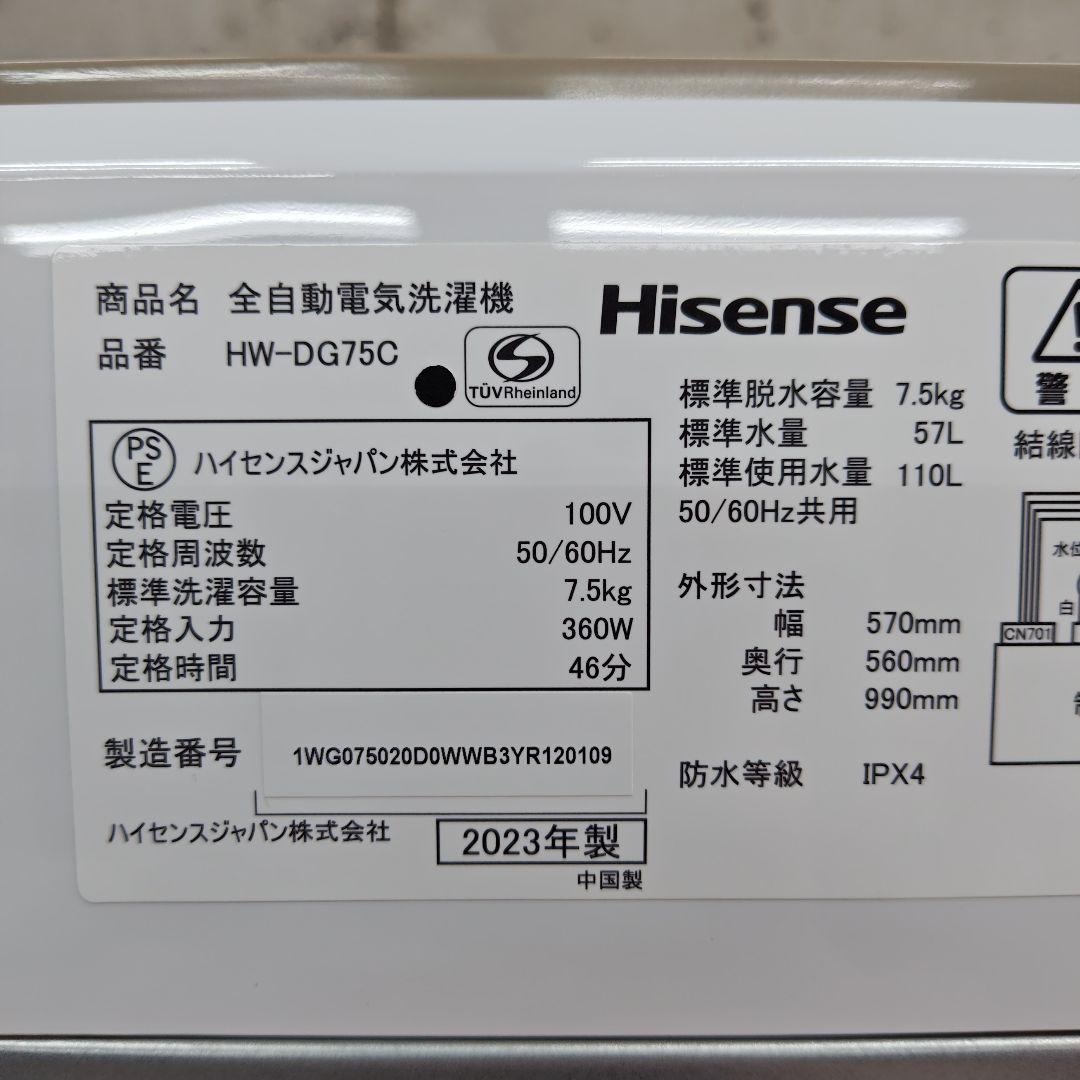 商品名 全自動電気洗濯機
品番 HW-DG75C
TÜVRheinland
PS
E
ハイセンスジャパン株式会社
定格電圧 100V
定格周波数 50/60Hz
標準洗濯容量 7.5kg
定格入力 360W
定格時間 46分
製造番号 1WG075020D0WWB3YR120109
ハイセンスジャパン株式会社
2023年製
中国製
Hisense
標準脱水容量 7.5kg
標準水量 57L
標準使用水量 110L
50/60Hz共用
外形寸法
幅 570mm
奥行 560mm
高さ 990mm
防水等級 IPX4
警
結線
水位
白
CN701